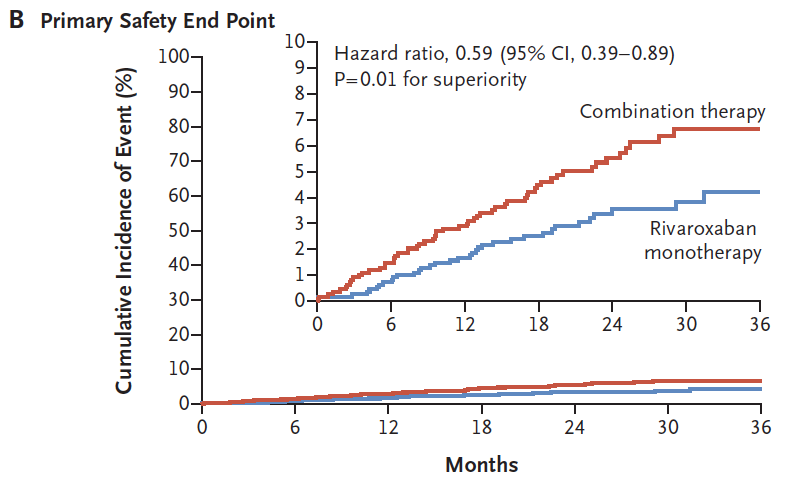 B Primary Safety End Point
Cumulative Incidence of Event (%)
100
90
80
70
60
50
40
30
20
10
0
10
9
8
7
6
5
4
3
2
1
0
Hazard ratio, 0.59 (95% CI, 0.39–0.89)
P=0.01 for superiority
Combination therapy
Rivaroxaban
monotherapy
0 6 12 18 24 30 36
0 6 12 18 24 30 36
Months